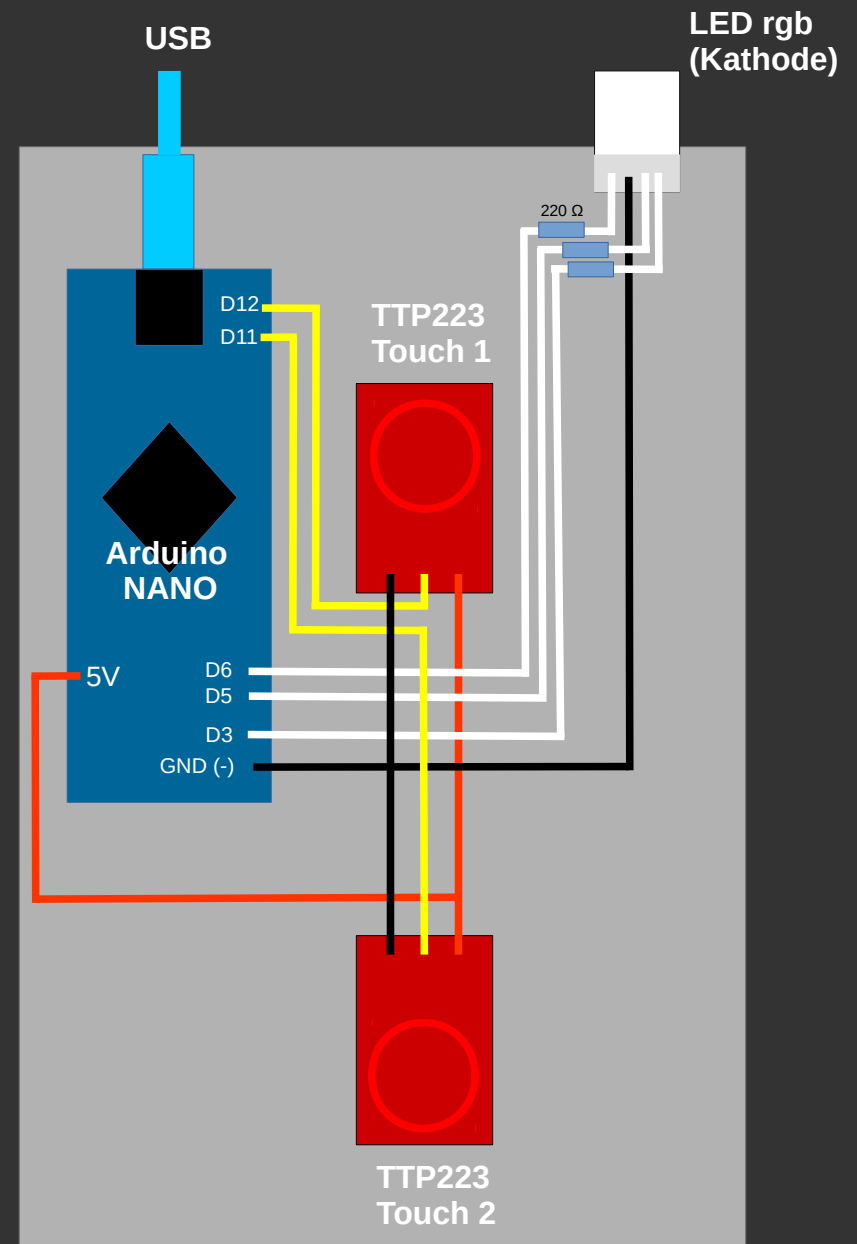 USB
LED rgb
(Kathode)
220 Ω
D12
D11
TTP223
Touch 1
Arduino
NANO
5V
D6
D5
D3
GND (-)
TTP223
Touch 2